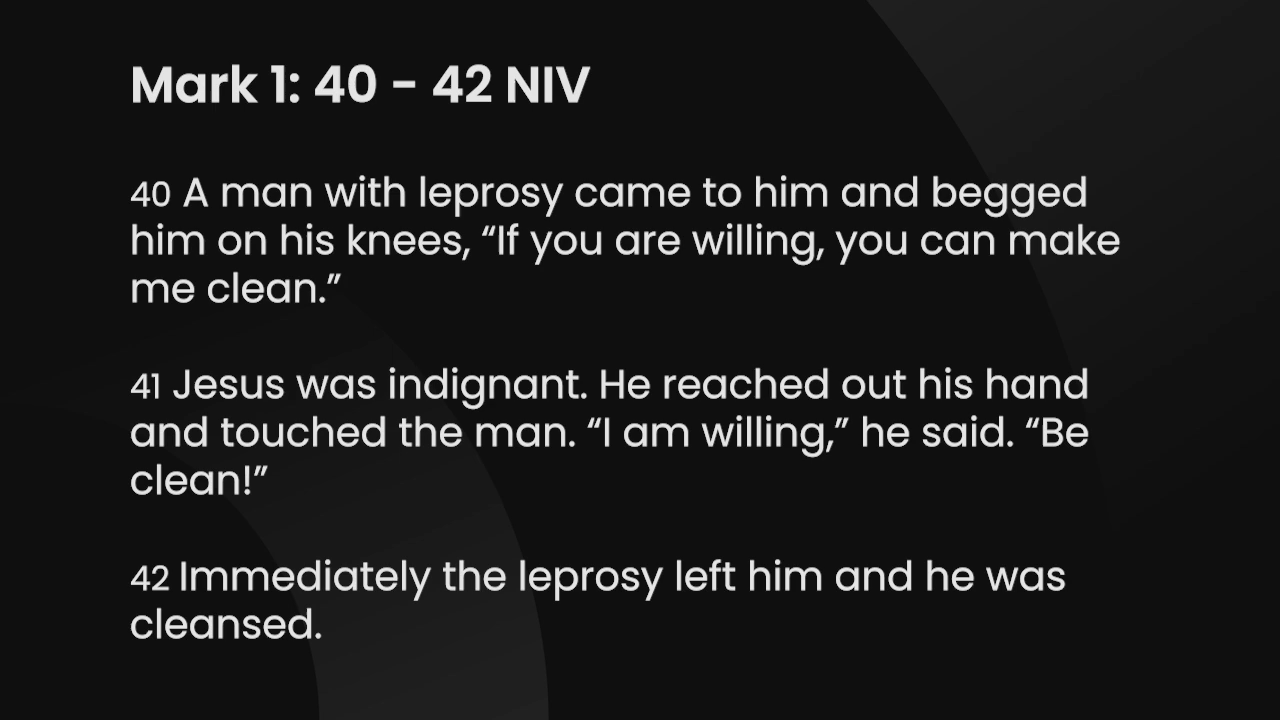 Mark 1: 40 - 42 NIV
40 A man with leprosy came to him and begged
him on his knees, “If you are willing, you can make
me clean.”
41 Jesus was indignant. He reached out his hand
and touched the man. “I am willing,” he said. “Be
clean!”
42 Immediately the leprosy left him and he was
cleansed.